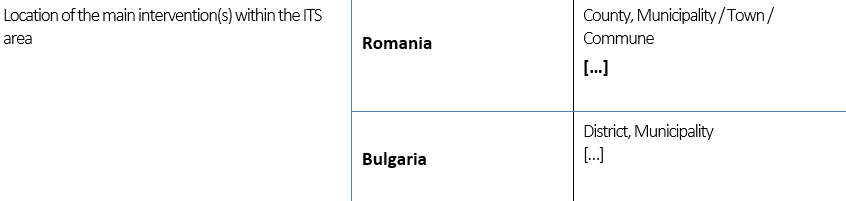 Location of the main intervention(s) within the ITS
area
Romania
County, Municipality / Town /
Commune
[...]
Bulgaria
District, Municipality
[...]